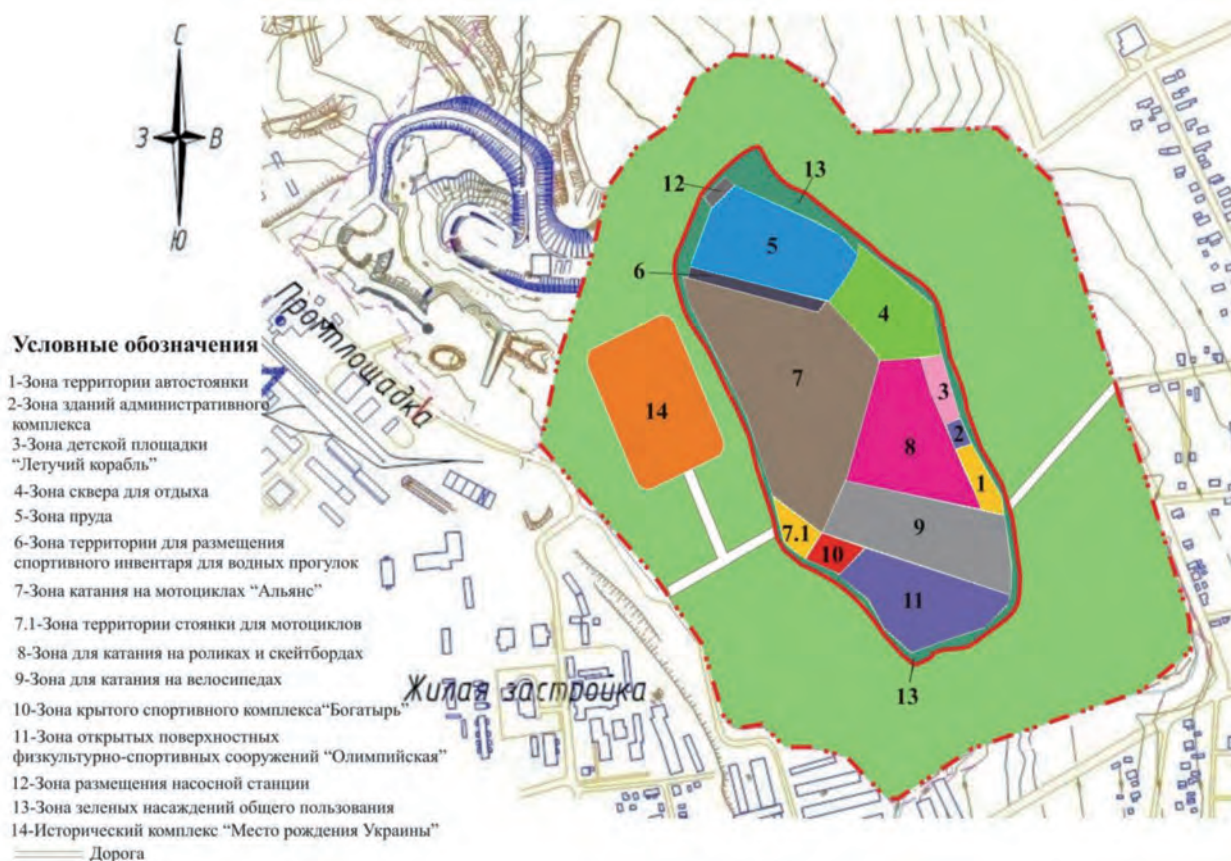 С
З
В
Ю
Промплощадка
Жилая застройка
12
13
5
6
4
7
3
14
2
8
1
9
7.1
10
11
13
Условные обозначения
1-Зона территории автостоянки
2-Зона зданий административного
комплекса
3-Зона детской площадки
“Летучий корабль”
4-Зона сквера для отдыха
5-Зона пруда
6-Зона территории для размещения
спортивного инвентаря для водных прогулок
7-Зона катания на мотоциклах “Альянс”
7.1-Зона территории стоянки для мотоциклов
8-Зона для катания на роликах и скейтбордах
9-Зона для катания на велосипедах
10-Зона крытого спортивного комплекса“Богатырь”
11-Зона открытых поверхностных
физкультурно-спортивных сооружений “Олимпийская”
12-Зона размещения насосной станции
13-Зона зеленых насаждений общего пользования
14-Исторический комплекс “Место рождения Украины”
Дорога